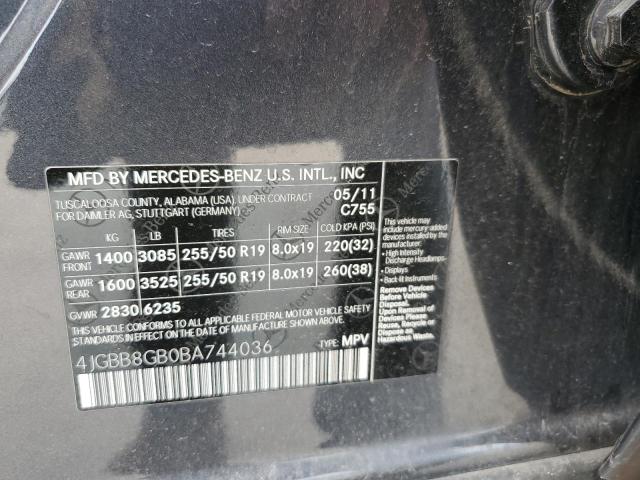 MFD BY MERCEDES-BENZ U.S. INTL., INC
TUSCALOOSA COUNTY, ALABAMA (USA), UNDER CONTRACT 05/11
FOR DAIMLER AG, STUTTGART (GERMANY) C755
KG LB TIRES RIM SIZE COLD KPA (PSI)
GAWR FRONT 1400 3085 255/50 R19 8.0x19 220(32)
GAWR REAR 1600 3525 255/50 R19 8.0x19 260(38)
GVWR 2830 6235
THIS VEHICLE CONFORMS TO ALL APPLICABLE FEDERAL MOTOR VEHICLE SAFETY
STANDARDS IN EFFECT ON THE DATE OF MANUFACTURE SHOWN ABOVE.
4JGBB8GB0BA744036 TYPE: MPV
This vehicle may
include mercury-added
devices installed by the
manufacturer:
• High Intensity
Discharge Headlamps,
• Displays
• Back-lit Instruments
Remove Devices
Before Vehicle Disposal.
Upon Removal of
Devices Please
Reuse, Recycle
or Dispose as
Hazardous Waste.